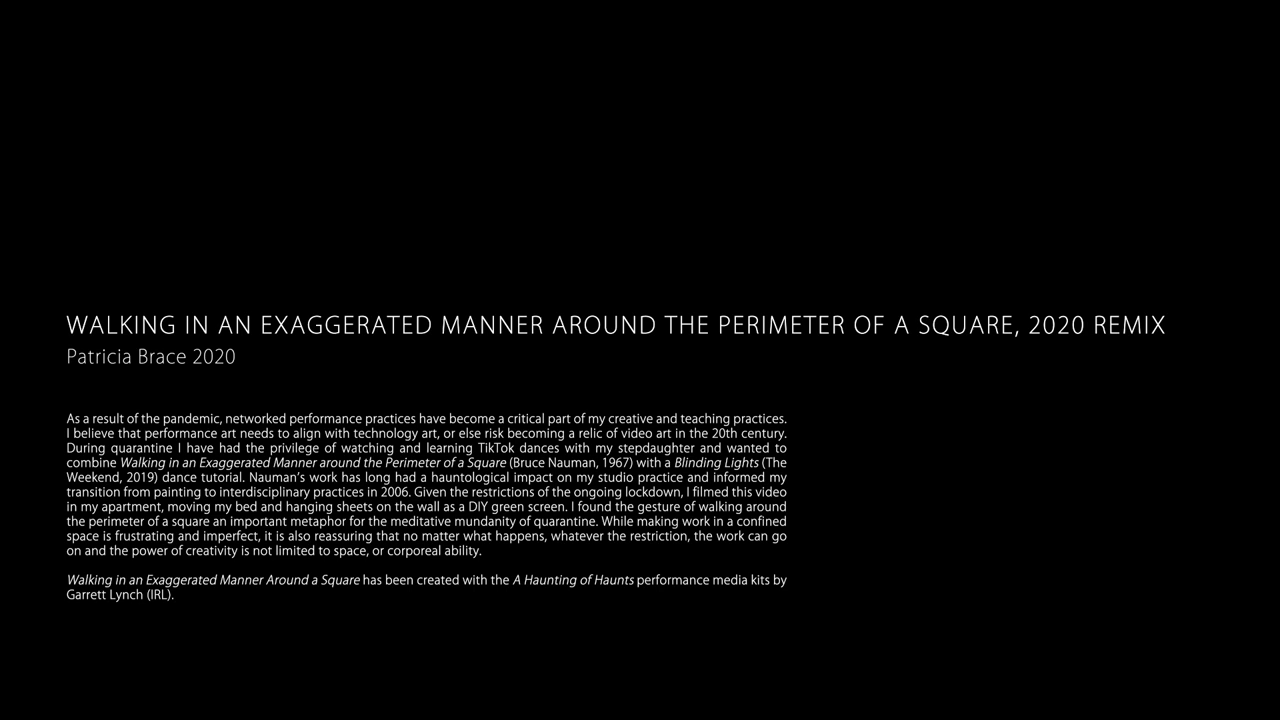 WALKING IN AN EXAGGERATED MANNER AROUND THE PERIMETER OF A SQUARE, 2020 REMIX
Patricia Brace 2020
As a result of the pandemic, networked performance practices have become a critical part of my creative and teaching practices.
I believe that performance art needs to align with technology art, or else risk becoming a relic of video art in the 20th century.
During quarantine I have had the privilege of watching and learning TikTok dances with my stepdaughter and wanted to
combine Walking in an Exaggerated Manner around the Perimeter of a Square (Bruce Nauman, 1967) with a Blinding Lights (The
Weekend, 2019) dance tutorial. Nauman's work has long had a hauntological impact on my studio practice and informed my
transition from painting to interdisciplinary practices in 2006. Given the restrictions of the ongoing lockdown, I filmed this video
in my apartment, moving my bed and hanging sheets on the wall as a DIY green screen. I found the gesture of walking around
the perimeter of a square an important metaphor for the meditative mundanity of quarantine. While making work in a confined
space is frustrating and imperfect, it is also reassuring that no matter what happens, whatever the restriction, the work can go
on and the power of creativity is not limited to space, or corporeal ability.
Walking in an Exaggerated Manner Around a Square has been created with the A Haunting of Haunts performance media kits by
Garrett Lynch (IRL).